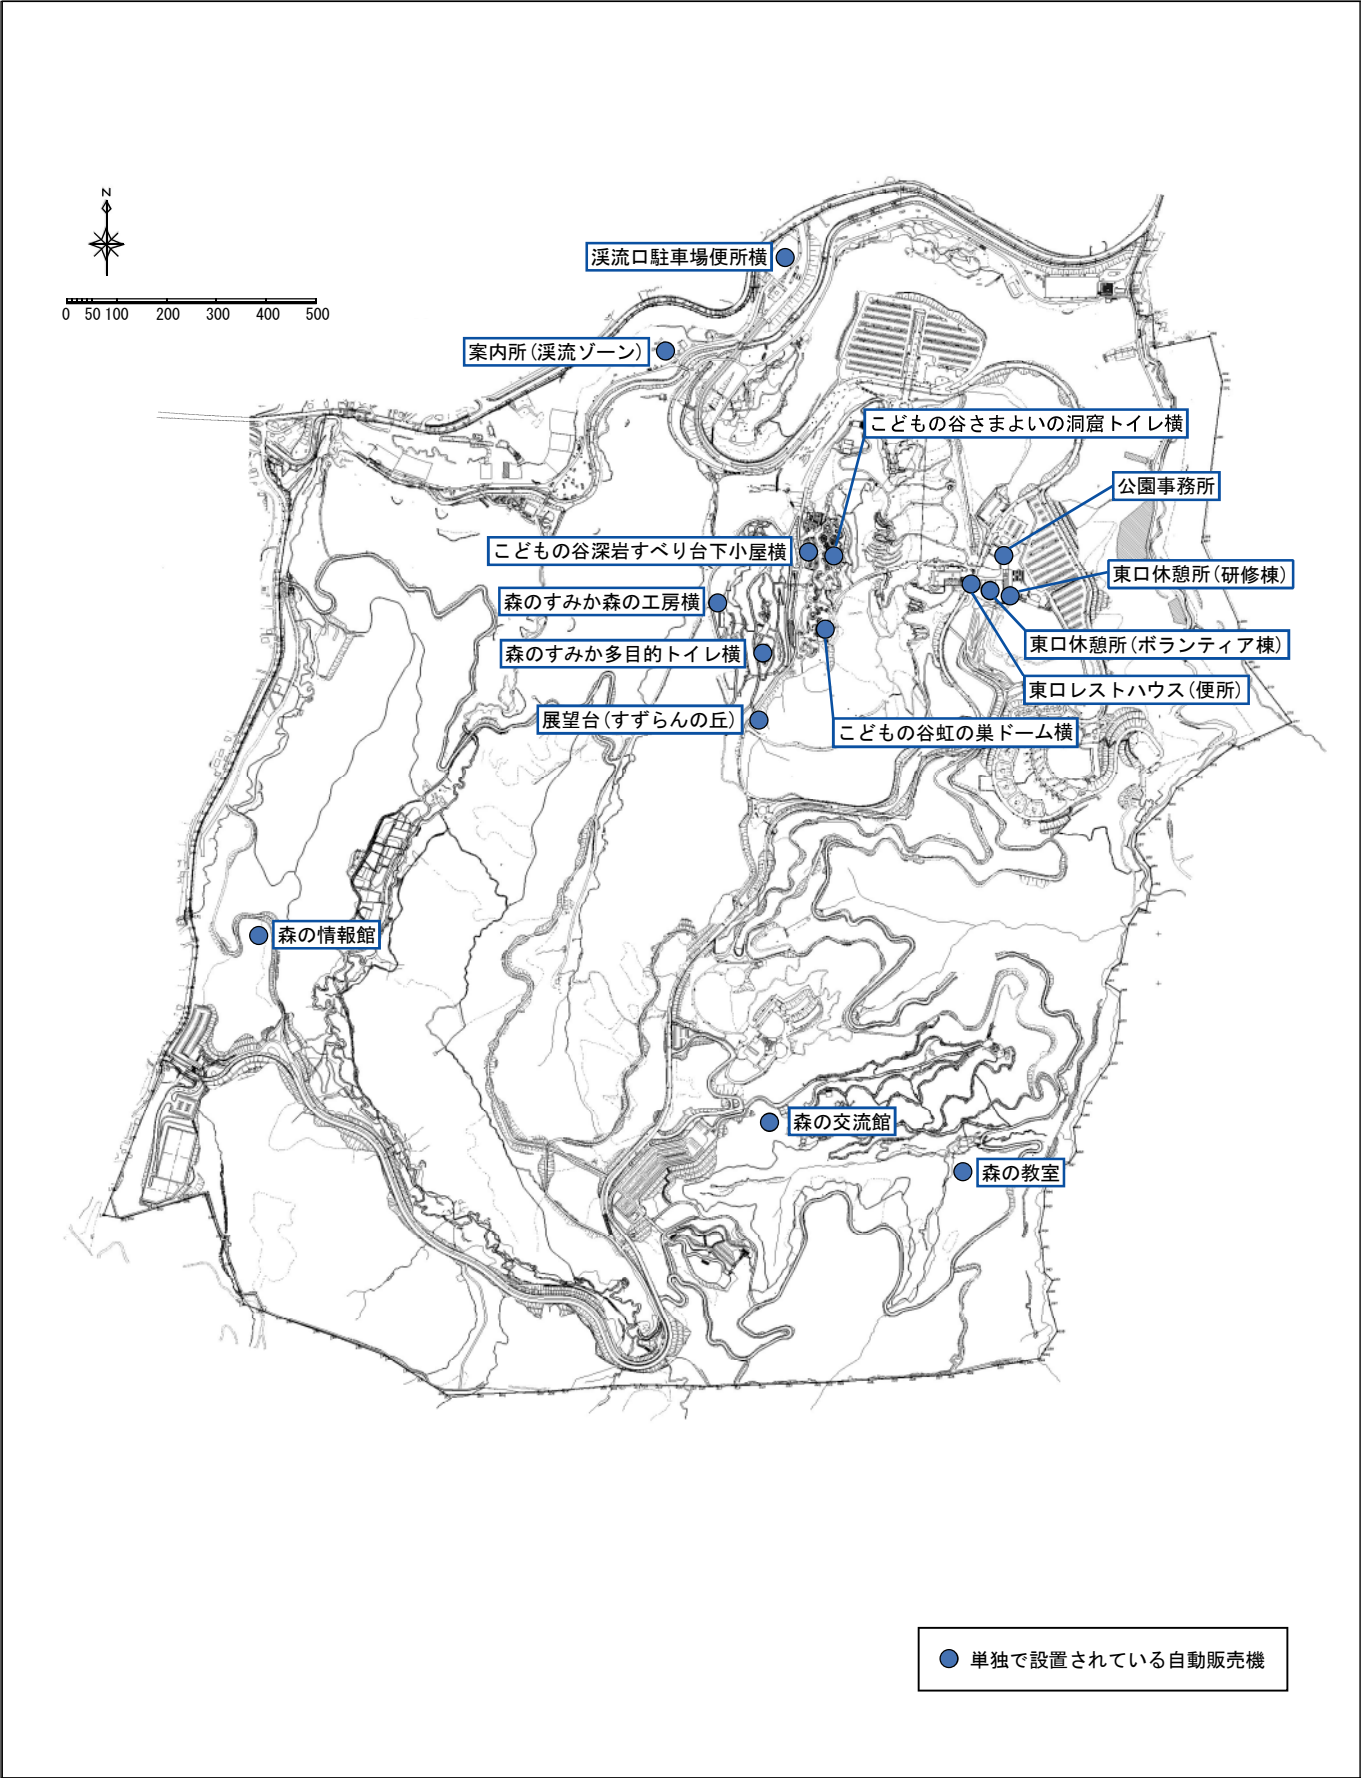 N
0 50 100 200 300 400 500
渓流口駐車場便所横
案内所(渓流ゾーン)
こどもの谷さまよいの洞窟トイレ横
公園事務所
こどもの谷深岩すべり台下小屋横
東口休憩所(研修棟)
森のすみか森の工房横
東口休憩所(ボランティア棟)
森のすみか多目的トイレ横
東口レストハウス(便所)
展望台(すずらんの丘)
こどもの谷虹の巣ドーム横
森の情報館
森の交流館
森の教室
単独で設置されている自動販売機